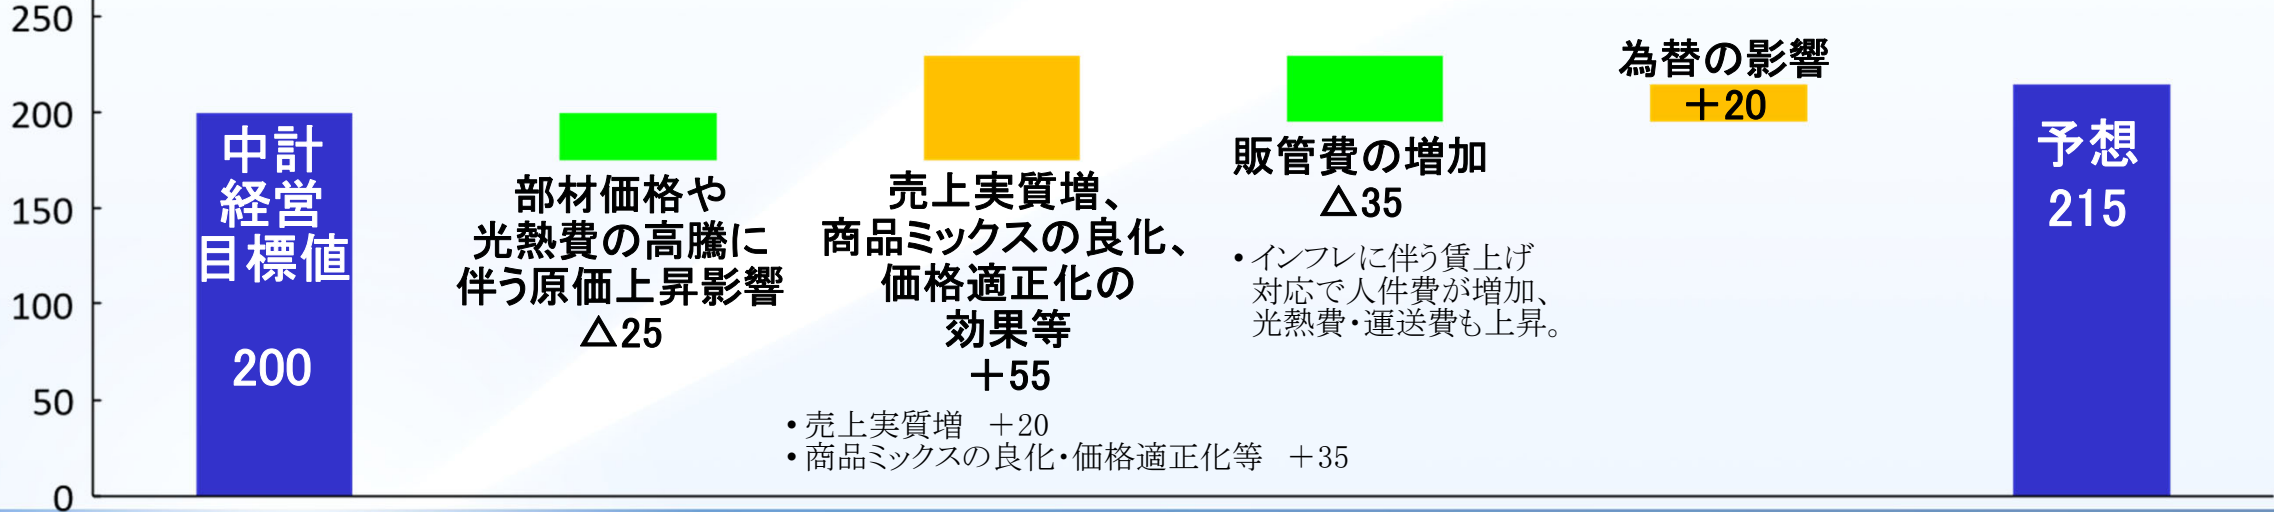 250
200
150
100
50
0
中計
経営
目標値
200
部材価格や
光熱費の高騰に
伴う原価上昇影響
△25
売上実質増、
商品ミックスの良化、
価格適正化の
効果等
＋55
・売上実質増　＋20
・商品ミックスの良化・価格適正化等　＋35
販管費の増加
△35
・インフレに伴う賃上げ
対応で人件費が増加、
光熱費・運送費も上昇。
為替の影響
＋20
予想
215